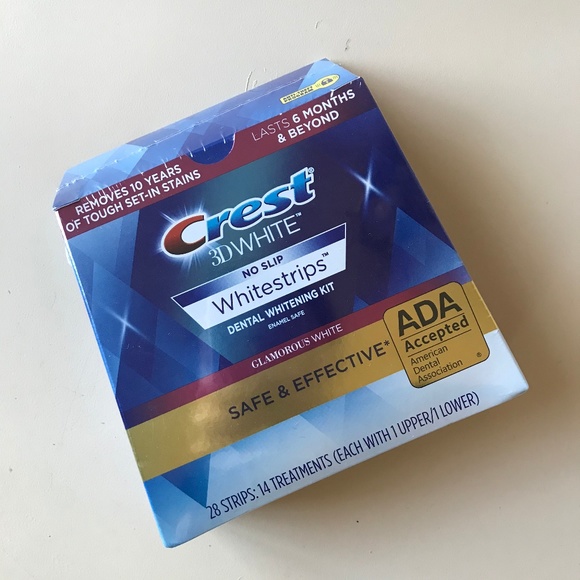 REMOVES 10 YEARS
OF TOUGH SET-IN STAINS
LASTS 6 MONTHS
& BEYOND
Crest®
3DWHITE™
NO SLIP
Whitestrips™
DENTAL WHITENING KIT
ENAMEL SAFE
GLAMOROUS WHITE
SAFE & EFFECTIVE*
ADA
Accepted
American
Dental
Association ®
28 STRIPS: 14 TREATMENTS (EACH WITH 1 UPPER/1 LOWER)